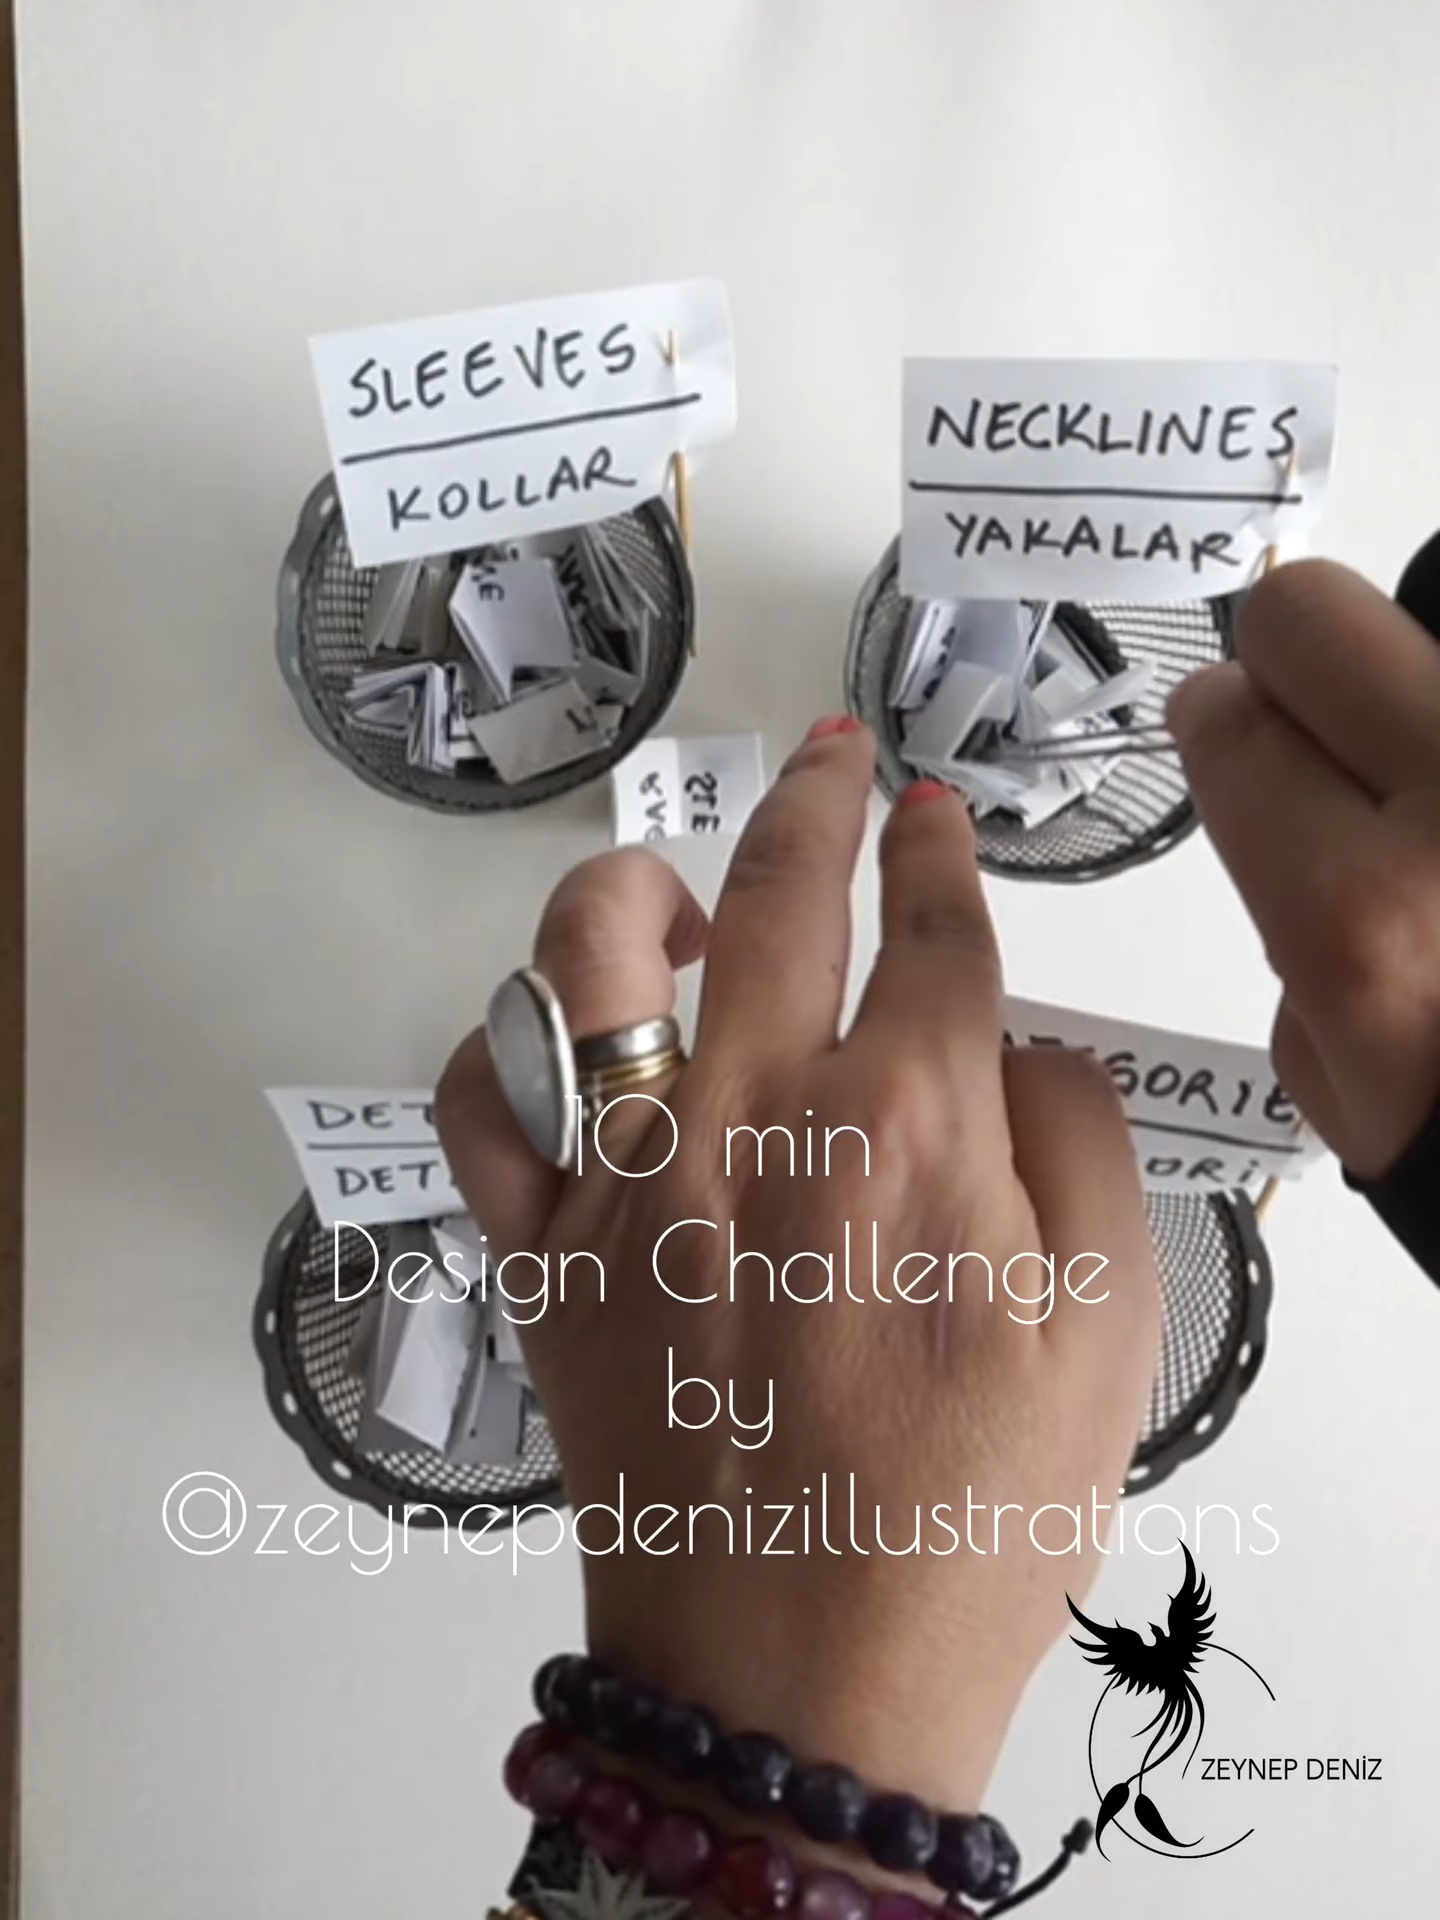 SLEEVES
KOLLAR
NECKLINES
YAKALAR
10 min
Design Challenge
by
@zeynepdenizillustrations
ZEYNEP DENİZ